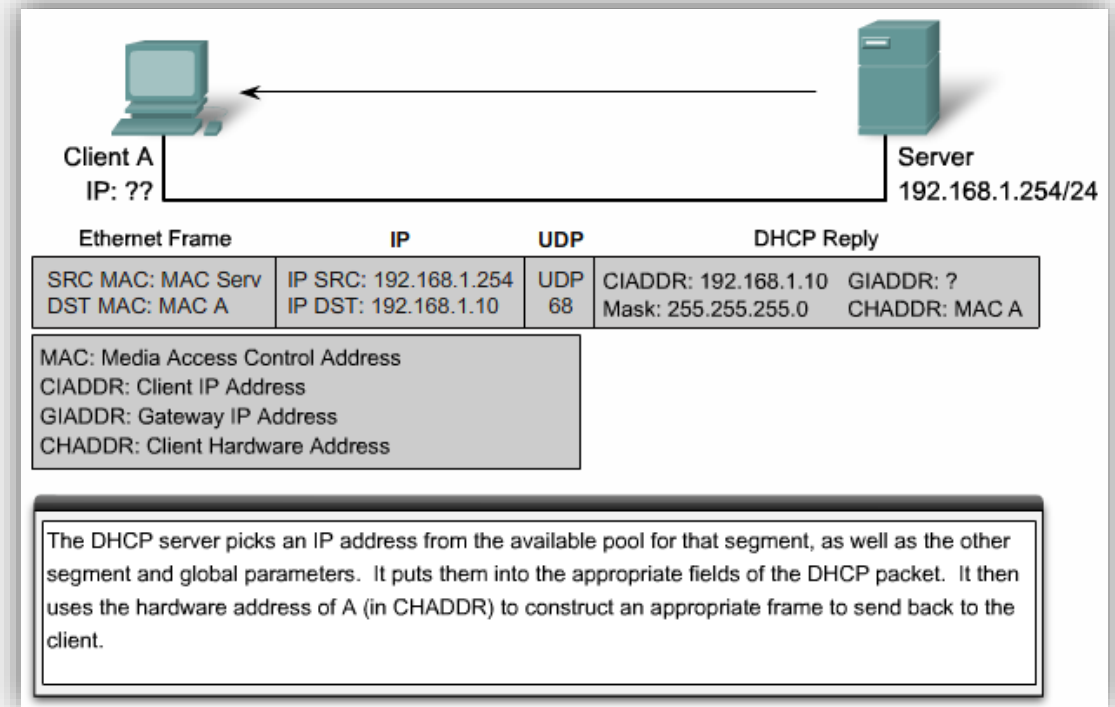 Client A
IP: ??
Server
192.168.1.254/24
Ethernet Frame IP UDP DHCP Reply
SRC MAC: MAC Serv IP SRC: 192.168.1.254 UDP CIADDR: 192.168.1.10 GIADDR: ?
DST MAC: MAC A IP DST: 192.168.1.10 68 Mask: 255.255.255.0 CHADDR: MAC A
MAC: Media Access Control Address
CIADDR: Client IP Address
GIADDR: Gateway IP Address
CHADDR: Client Hardware Address
The DHCP server picks an IP address from the available pool for that segment, as well as the other
segment and global parameters.  It puts them into the appropriate fields of the DHCP packet.  It then
uses the hardware address of A (in CHADDR) to construct an appropriate frame to send back to the
client.